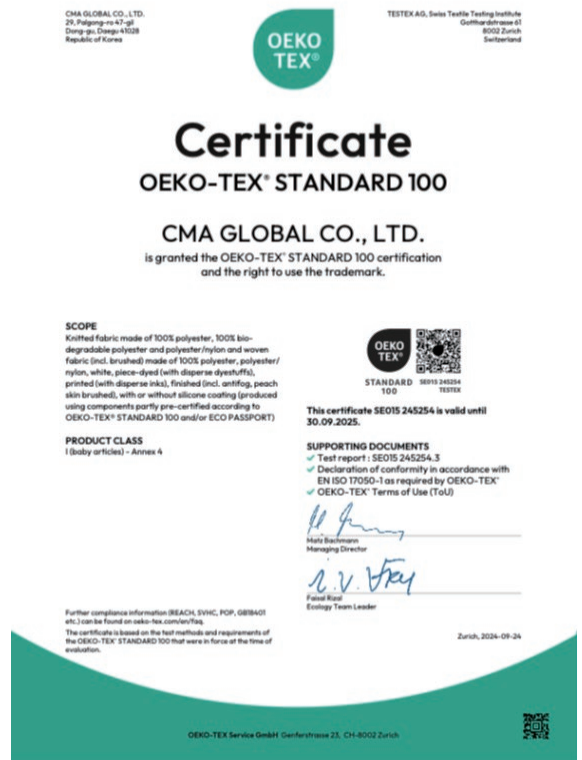 CMA GLOBAL CO., LTD.
29, Palgong-ro 47-gil
Dong-gu, Daegu 41028
Republic of Korea
TESTEX AG, Swiss Textile Testing Institute
Gotthardstrasse 61
8002 Zurich
Switzerland
OEKO
TEX®
Certificate
OEKO-TEX® STANDARD 100
CMA GLOBAL CO., LTD.
is granted the OEKO-TEX® STANDARD 100 certification
and the right to use the trademark.
SCOPE
Knitted fabric made of 100% polyester, 100% bio-
degradable polyester and polyester/nylon and woven
fabric (incl. brushed) made of 100% polyester, polyester/
nylon, white, piece-dyed (with disperse dyestuffs),
printed (with disperse inks), finished (incl. antifog, peach
skin brushed), with or without silicone coating (produced
using components partly pre-certified according to
OEKO-TEX® STANDARD 100 and/or ECO PASSPORT)
PRODUCT CLASS
I (baby articles) - Annex 4
OEKO
TEX®
STANDARD
100
SE015 245254
TESTEX
This certificate SE015 245254 is valid until
30.09.2025.
SUPPORTING DOCUMENTS
✓ Test report : SE015 245254.3
✓ Declaration of conformity in accordance with
EN ISO 17050-1 as required by OEKO-TEX®
✓ OEKO-TEX® Terms of Use (ToU)
Matz Bachmann
Managing Director
Faisal Rizal
Ecology Team Leader
Further compliance information (REACH, SVHC, POP, GB18401
etc.) can be found on oeko-tex.com/en/faq.
The certificate is based on the test methods and requirements of
the OEKO-TEX® STANDARD 100 that were in force at the time of
evaluation.
Zurich, 2024-09-24
OEKO-TEX Service GmbH Genferstrasse 23, CH-8002 Zurich